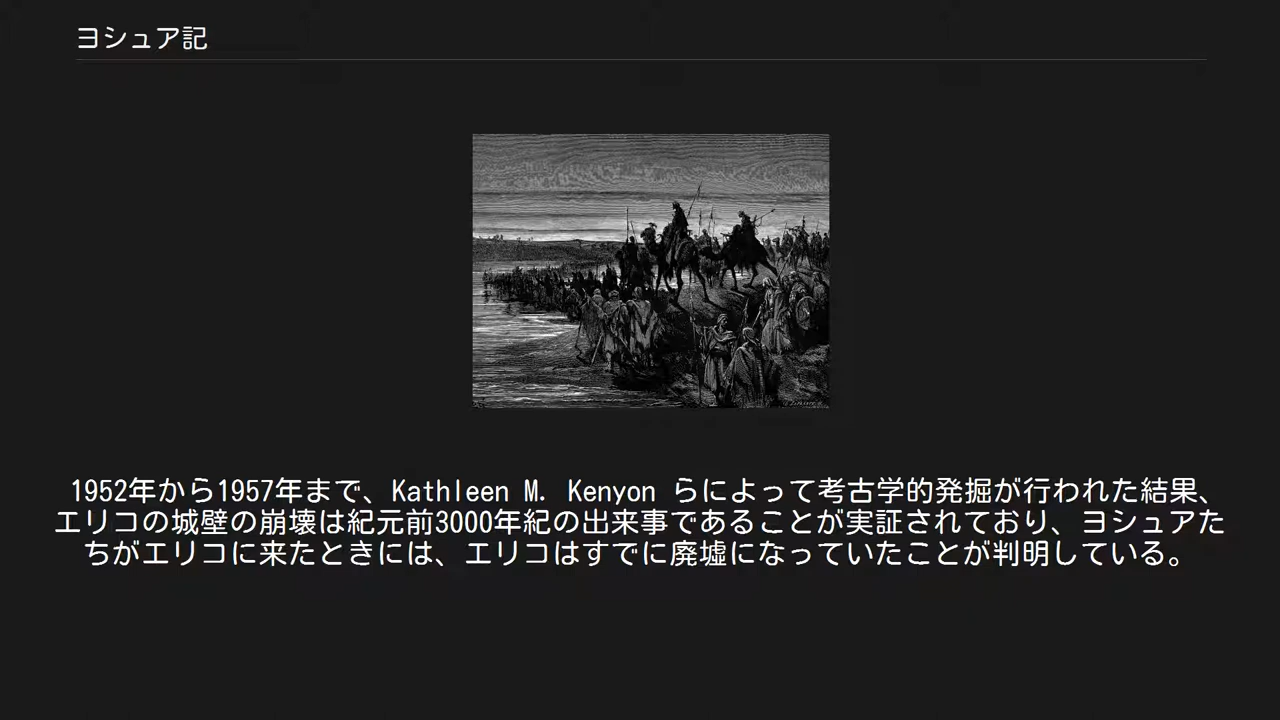 ヨシュア記
1952年から1957年まで、Kathleen M. Kenyon らによって考古学的発掘が行われた結果、
エリコの城壁の崩壊は紀元前3000年紀の出来事であることが実証されており、ヨシュアた
ちがエリコに来たときには、エリコはすでに廃墟になっていたことが判明している。